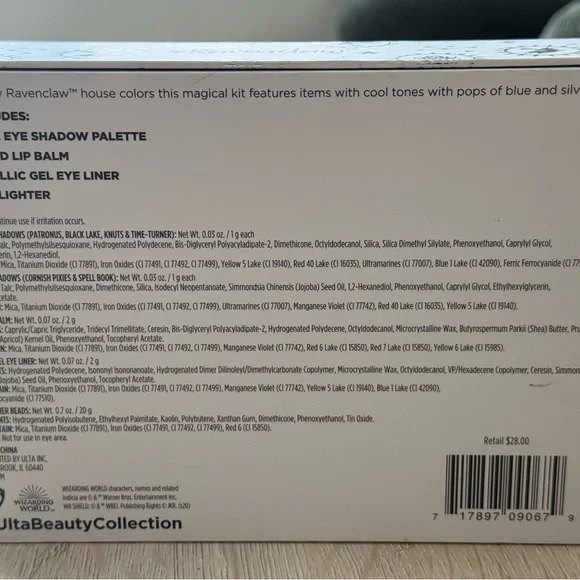 Ravenclaw
Ravenclaw™ house colors this magical kit features items with cool tones with pops of blue and silv
DES:
EYE SHADOW PALETTE
D LIP BALM
LLIC GEL EYE LINER
LIGHTER
ntinue use if irritation occurs.
HADOWS (PATRONUS, BLACK LAKE, KNUTS & TIME-TURNER): Net Wt. 0.03 oz. / 1g each
alc, Polymethylsilsesquioxane, Hydrogenated Polydecene, Bis-Diglyceryl Polyacyladipate-2, Dimethicone, Octyldodecanol, Silica, Silica Dimethyl Silylate, Phenoxyethanol, Caprylyl Glycol,
erin, 1,2-Hexanediol.
Mica, Titanium Dioxide (CI 77891), Iron Oxides (CI 77491, CI 77492, CI 77499), Yellow 5 Lake (CI 19140), Red 40 Lake (CI 16035), Ultramarines (CI 77007), Blue 1 Lake (CI 42090), Ferric Ferrocyanide (CI 775
ADOWS (CORNISH PIXIES & SPELL BOOK): Net Wt. 0.03 oz. / 1g each
Talc, Polymethylsilsesquioxane, Dimethicone, Silica, Isodecyl Neopentanoate, Simmondsia Chinensis (Jojoba) Seed Oil, 1,2-Hexanediol, Phenoxyethanol, Caprylyl Glycol, Ethylhexylglycerin,
etate.
: Mica, Titanium Dioxide (CI 77891), Iron Oxides (CI 77491, CI 77492, CI 77499), Ultramarines (CI 77007), Manganese Violet (CI 77742), Red 40 Lake (CI 16035), Yellow 5 Lake (CI 19140).
ALM: Net Wt. 0.07 oz. / 2 g
S: Caprylic/Capric Triglyceride, Tridecyl Trimellitate, Ceresin, Bis-Diglyceryl Polyacyladipate-2, Hydrogenated Polydecene, Octyldodecanol, Microcrystalline Wax, Butyrospermum Parkii (Shea) Butter, Pru
(Apricot) Kernel Oil, Phenoxyethanol, Tocopheryl Acetate.
N: Mica, Titanium Dioxide (CI 77891), Iron Oxides (CI 77491, CI 77492, CI 77499), Manganese Violet (CI 77742), Red 6 Lake (CI 15850), Red 7 Lake (CI 15850), Yellow 6 Lake (CI 15985).
EL EYE LINER: Net Wt. 0.07 oz. / 2g
TS: Hydrogenated Polydecene, Isononyl Isononanoate, Hydrogenated Dimer Dilinoleyl/Dimethylcarbonate Copolymer, Microcrystalline Wax, Octyldodecanol, VP/Hexadecene Copolymer, Ceresin, Simmon
(Jojoba) Seed Oil, Phenoxyethanol, Tocopheryl Acetate.
AIN: Mica, Titanium Dioxide (CI 77891), Iron Oxides (CI 77491, CI 77492, CI 77499), Manganese Violet (CI 77742), Yellow 5 Lake (CI 19140), Blue 1 Lake (CI 42090),
ocyanide (CI 77510).
ER BEADS: Net Wt. 0.7 oz. / 20 g
NTS: Hydrogenated Polyisobutene, Ethylhexyl Palmitate, Kaolin, Polybutene, Xanthan Gum, Dimethicone, Phenoxyethanol, Tin Oxide.
TAIN: Mica, Titanium Dioxide (CI 77891), Iron Oxides (CI 77491, CI 77492, CI 77499), Red 6 (CI 15850).
Not for use in eye area.
CHINA
TED BY ULTA INC.
BROOK, IL 60440
M
Retail $28.00
WIZARDING
WORLD™
WIZARDING WORLD characters, names and related
indicia are © & ™ Warner Bros. Entertainment Inc.
WB SHIELD: © & ™ WBEI. Publishing Rights © JKR. (s20)
UltaBeautyCollection
7 17897 09067 9